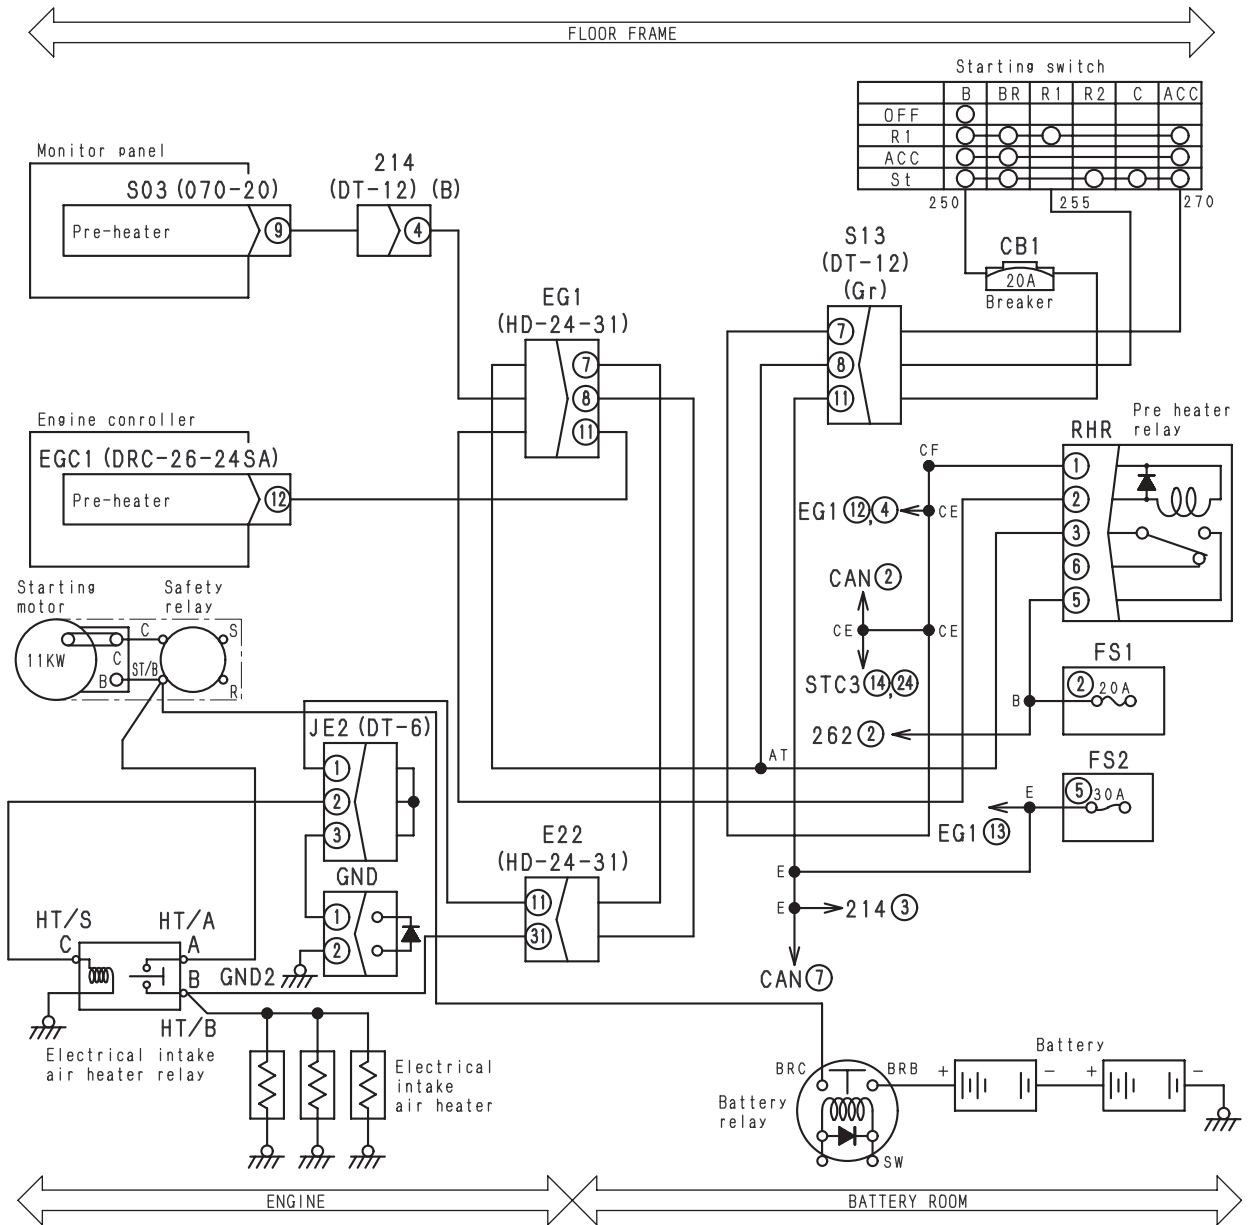 FLOOR FRAME
Starting switch
B BR R1 R2 C ACC
OFF
R1
ACC
St
250 255 270
Monitor panel
S03 (070-20)
Pre-heater 9
214
(DT-12) (B)
4
S13
(DT-12)
(Gr)
7
8
11
CB1
20A
Breaker
EG1
(HD-24-31)
7
8
11
Engine conroller
EGC1 (DRC-26-24SA)
Pre-heater 12
Pre heater
relay
RHR
1
2
3
6
5
CF
EG1 12,4 CE
CAN 2
CE CE
STC3 14,24
Starting
motor
Safety
relay
11KW
C
C
B
ST/B
S
R
FS1
2 20A
B
262 2
AT
FS2
5 30A
E
EG1 13
JE2 (DT-6)
1
2
3
GND
1
2
GND2
E22
(HD-24-31)
11
31
E
E
214 3
CAN 7
HT/S
C
HT/A
A
B
HT/B
Electrical intake
air heater relay
Electrical
intake
air heater
BRC BRB
Battery
relay
SW
Battery
+ - + -
ENGINE
BATTERY ROOM